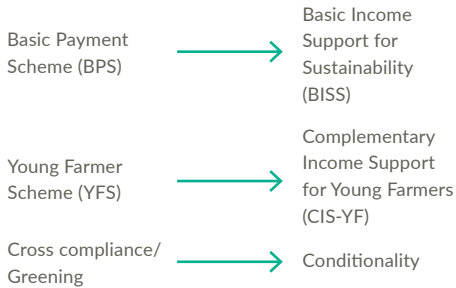 Basic Payment
Scheme (BPS)
Basic Income
Support for
Sustainability
(BISS)
Young Farmer
Scheme (YFS)
Complementary
Income Support
for Young Farmers
(CIS-YF)
Cross compliance/
Greening
Conditionality